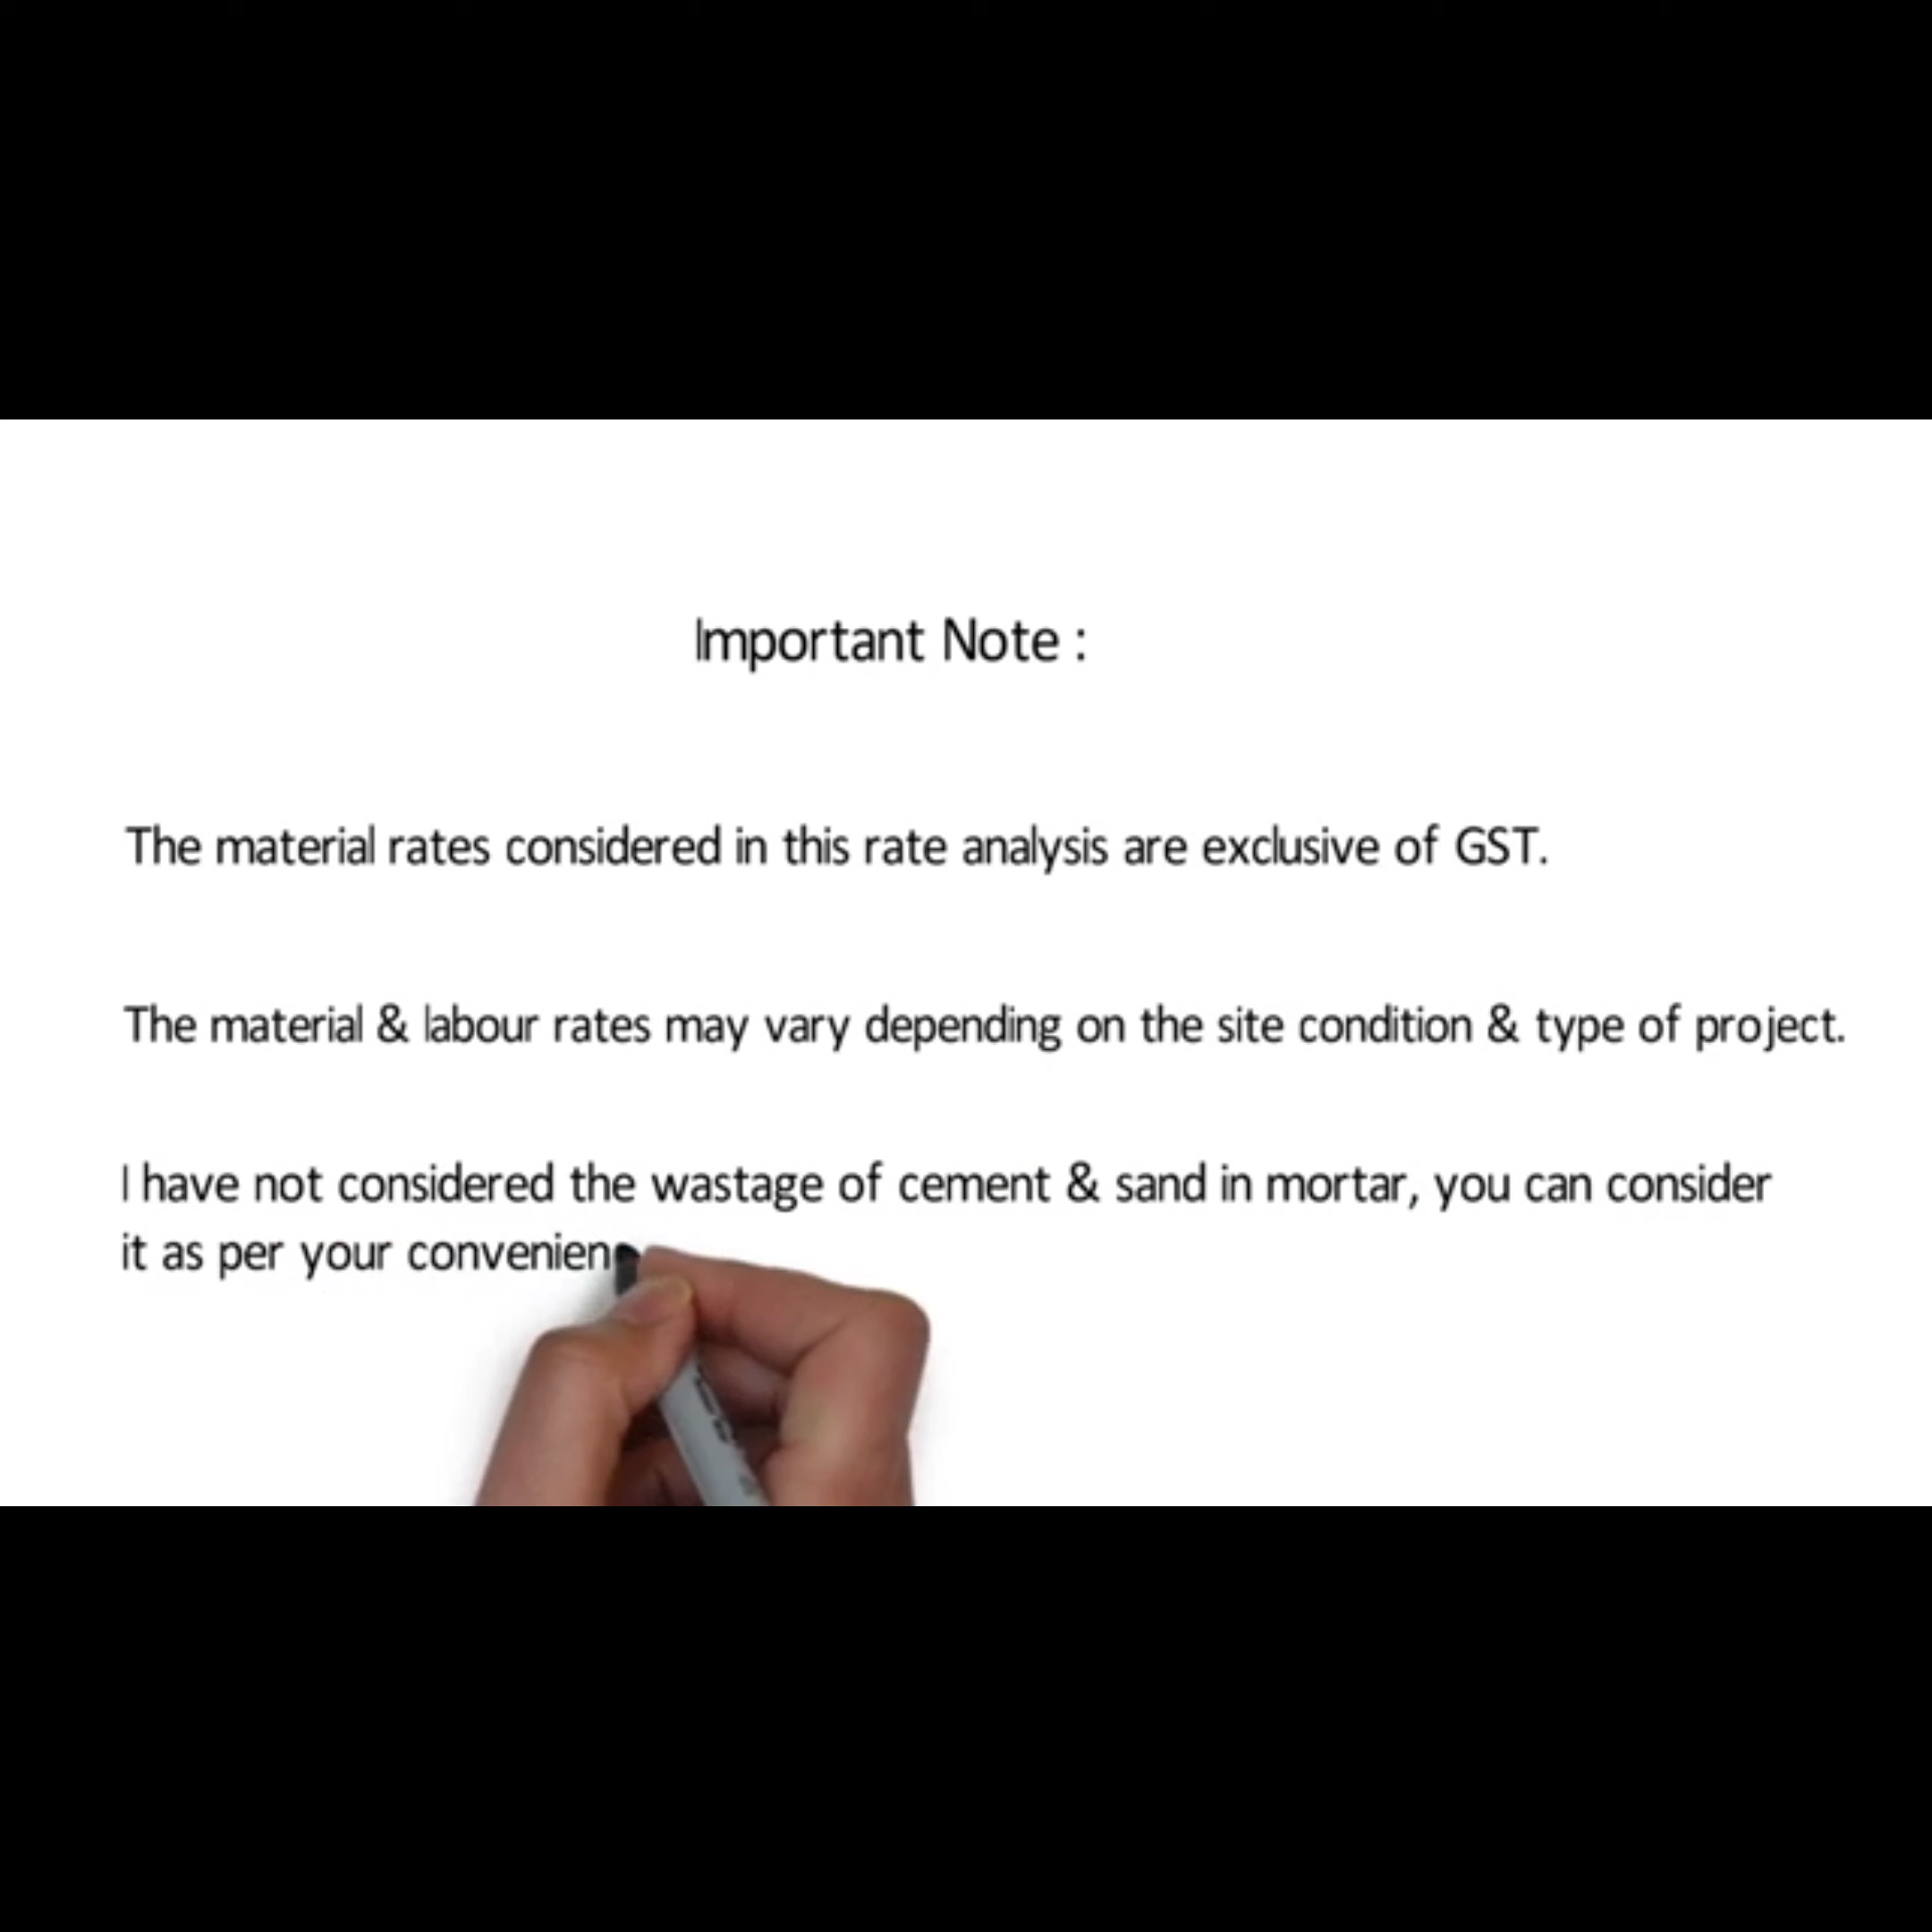 Important Note :
The material rates considered in this rate analysis are exclusive of GST.
The material & labour rates may vary depending on the site condition & type of project.
I have not considered the wastage of cement & sand in mortar, you can consider
it as per your convenien